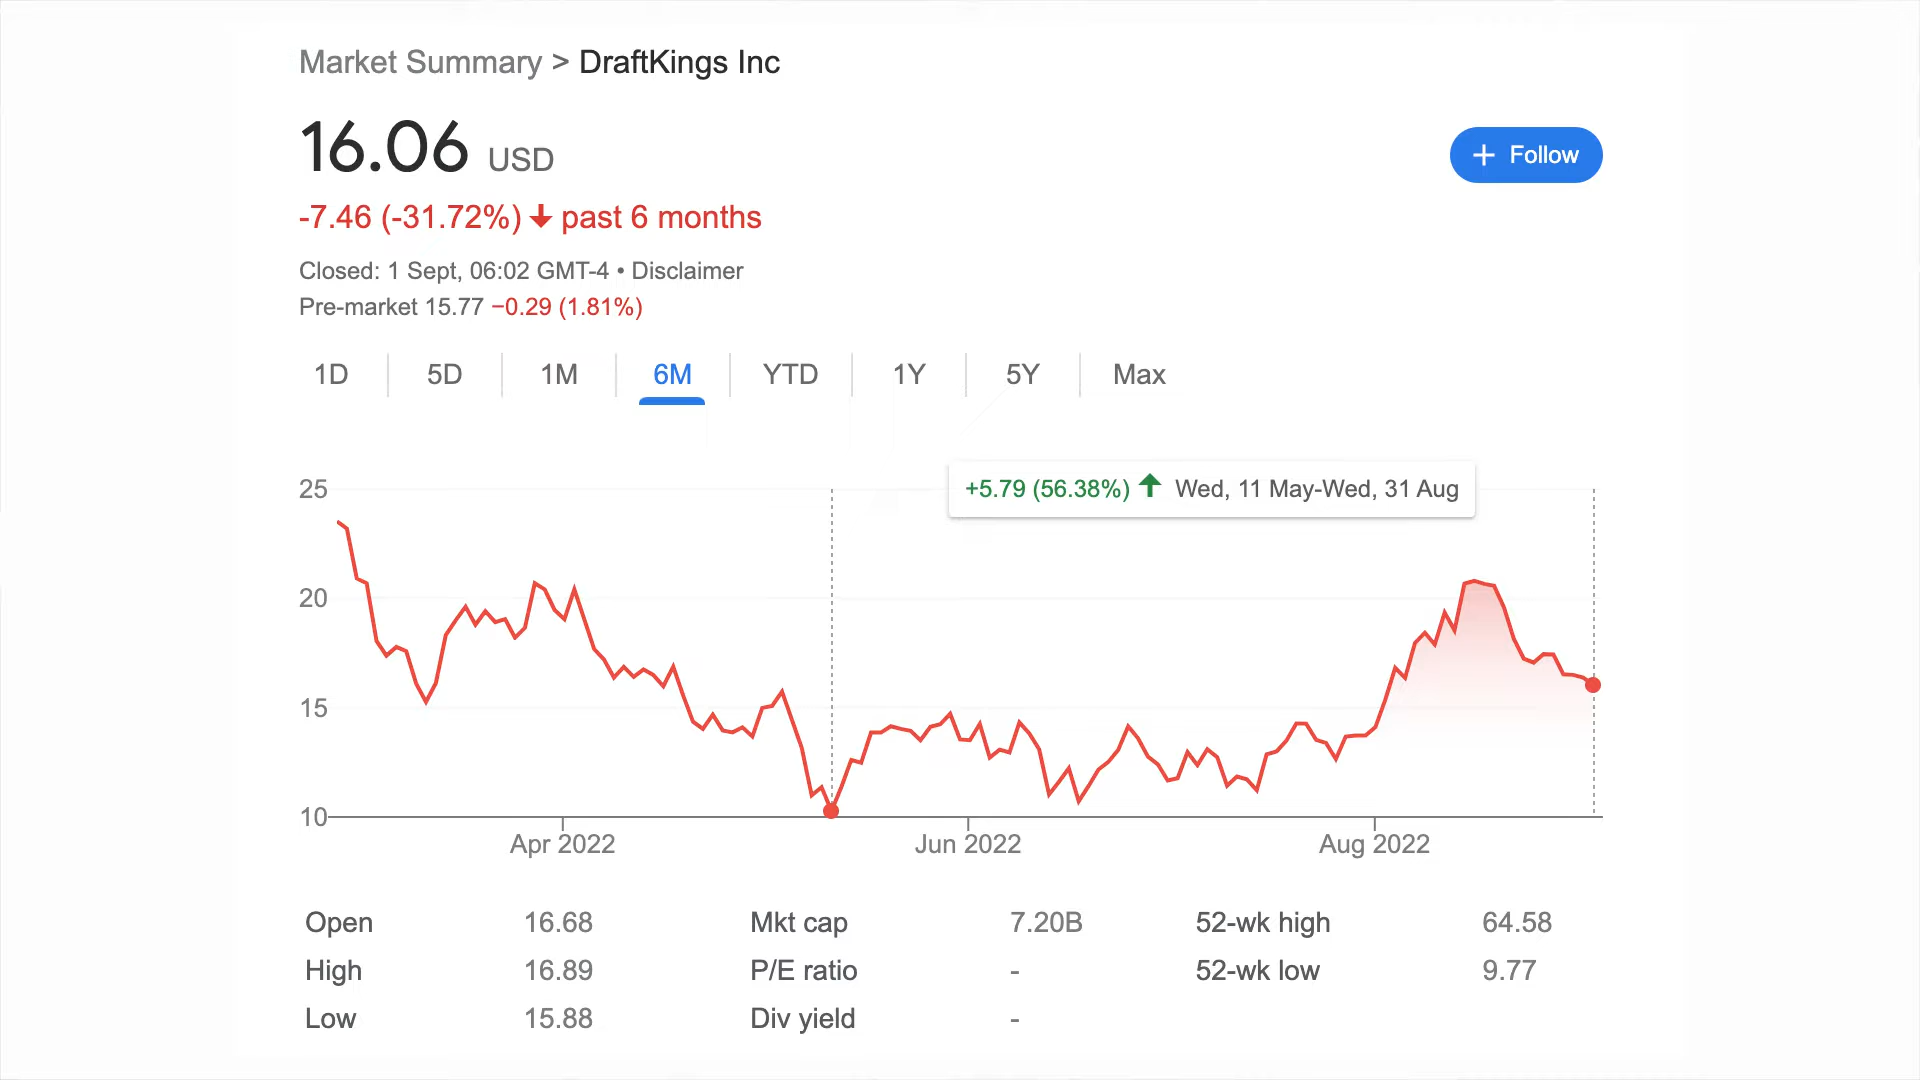 Market Summary > DraftKings Inc
16.06 USD
+ Follow
-7.46 (-31.72%) ↓ past 6 months
Closed: 1 Sept, 06:02 GMT-4 • Disclaimer
Pre-market 15.77 −0.29 (1.81%)
1D 5D 1M 6M YTD 1Y 5Y Max
+5.79 (56.38%) ↑ Wed, 11 May-Wed, 31 Aug
25
20
15
10
Apr 2022 Jun 2022 Aug 2022
Open 16.68 Mkt cap 7.20B 52-wk high 64.58
High 16.89 P/E ratio - 52-wk low 9.77
Low 15.88 Div yield -